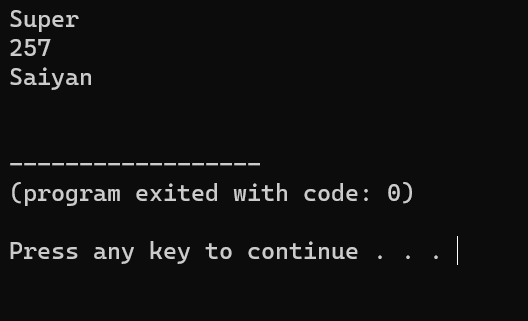 Super
257
Saiyan
------------------
(program exited with code: 0)
Press any key to continue . . .